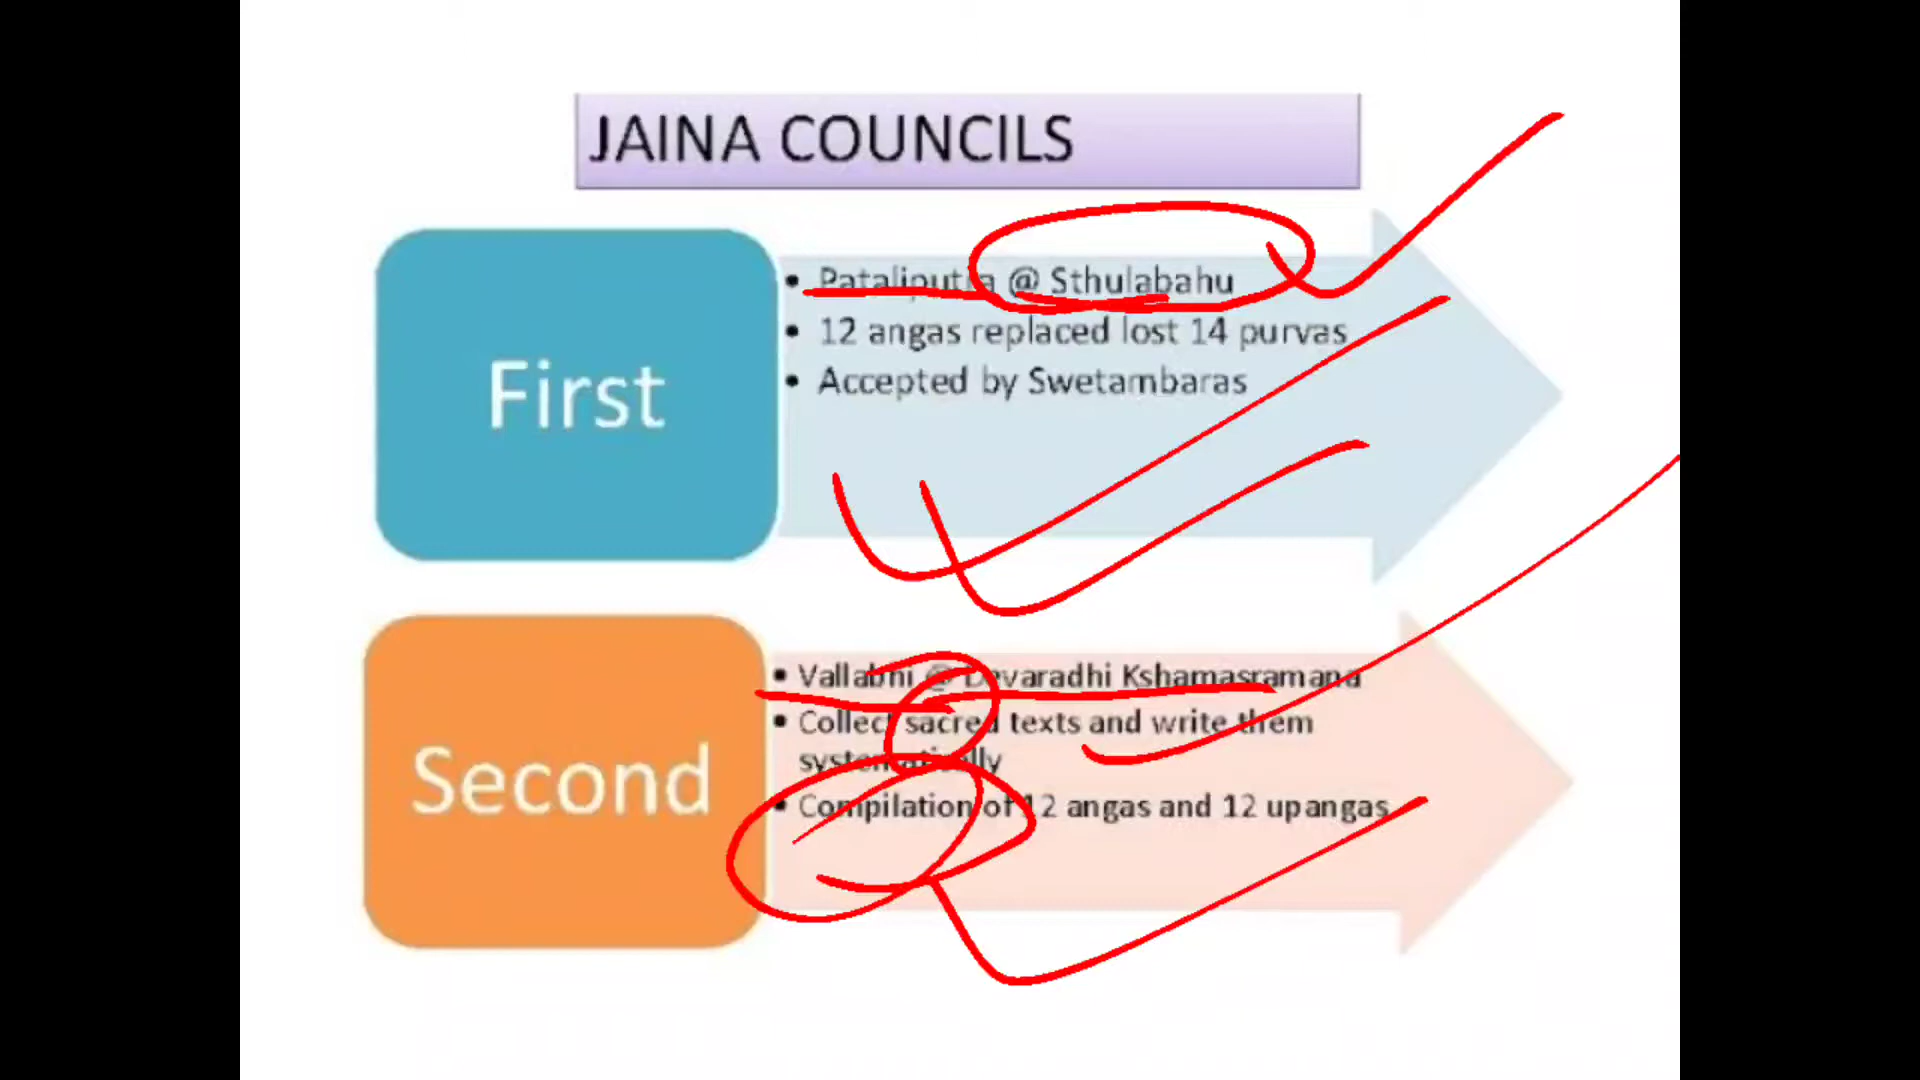 JAINA COUNCILS
First
• Pataliputra @ Sthulabahu
• 12 angas replaced lost 14 purvas
• Accepted by Swetambaras
Second
• Vallabhi @ Devaradhi Kshamasramana
• Collect sacred texts and write them
systematically
• Compilation of 12 angas and 12 upangas